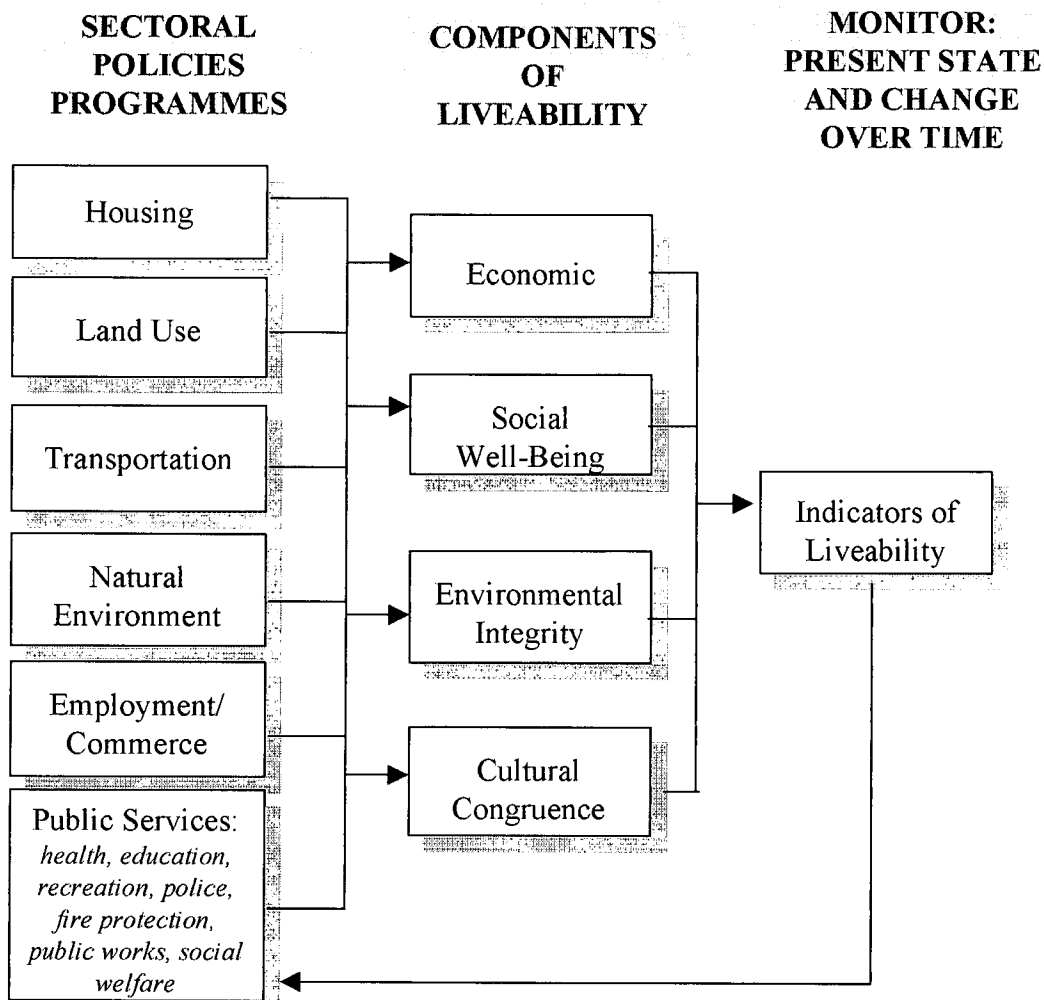 SECTORAL
POLICIES
PROGRAMMES
COMPONENTS
OF
LIVEABILITY
MONITOR:
PRESENT STATE
AND CHANGE
OVER TIME
Housing
Land Use
Transportation
Natural
Environment
Employment/
Commerce
Public Services:
health, education,
recreation, police,
fire protection,
public works, social
welfare
Economic
Social
Well-Being
Environmental
Integrity
Cultural
Congruence
Indicators of
Liveability